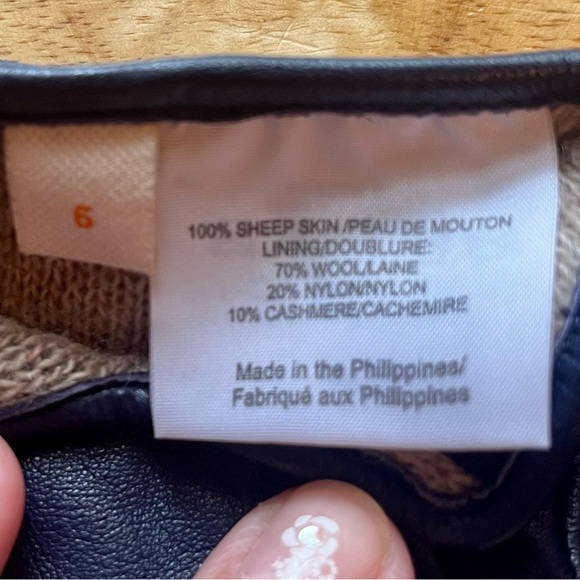 6
100% SHEEP SKIN/PEAU DE MOUTON
LINING/DOUBLURE:
70% WOOL/LAINE
20% NYLON/NYLON
10% CASHMERE/CACHEMIRE
Made in the Philippines/
Fabriqué aux Philippines